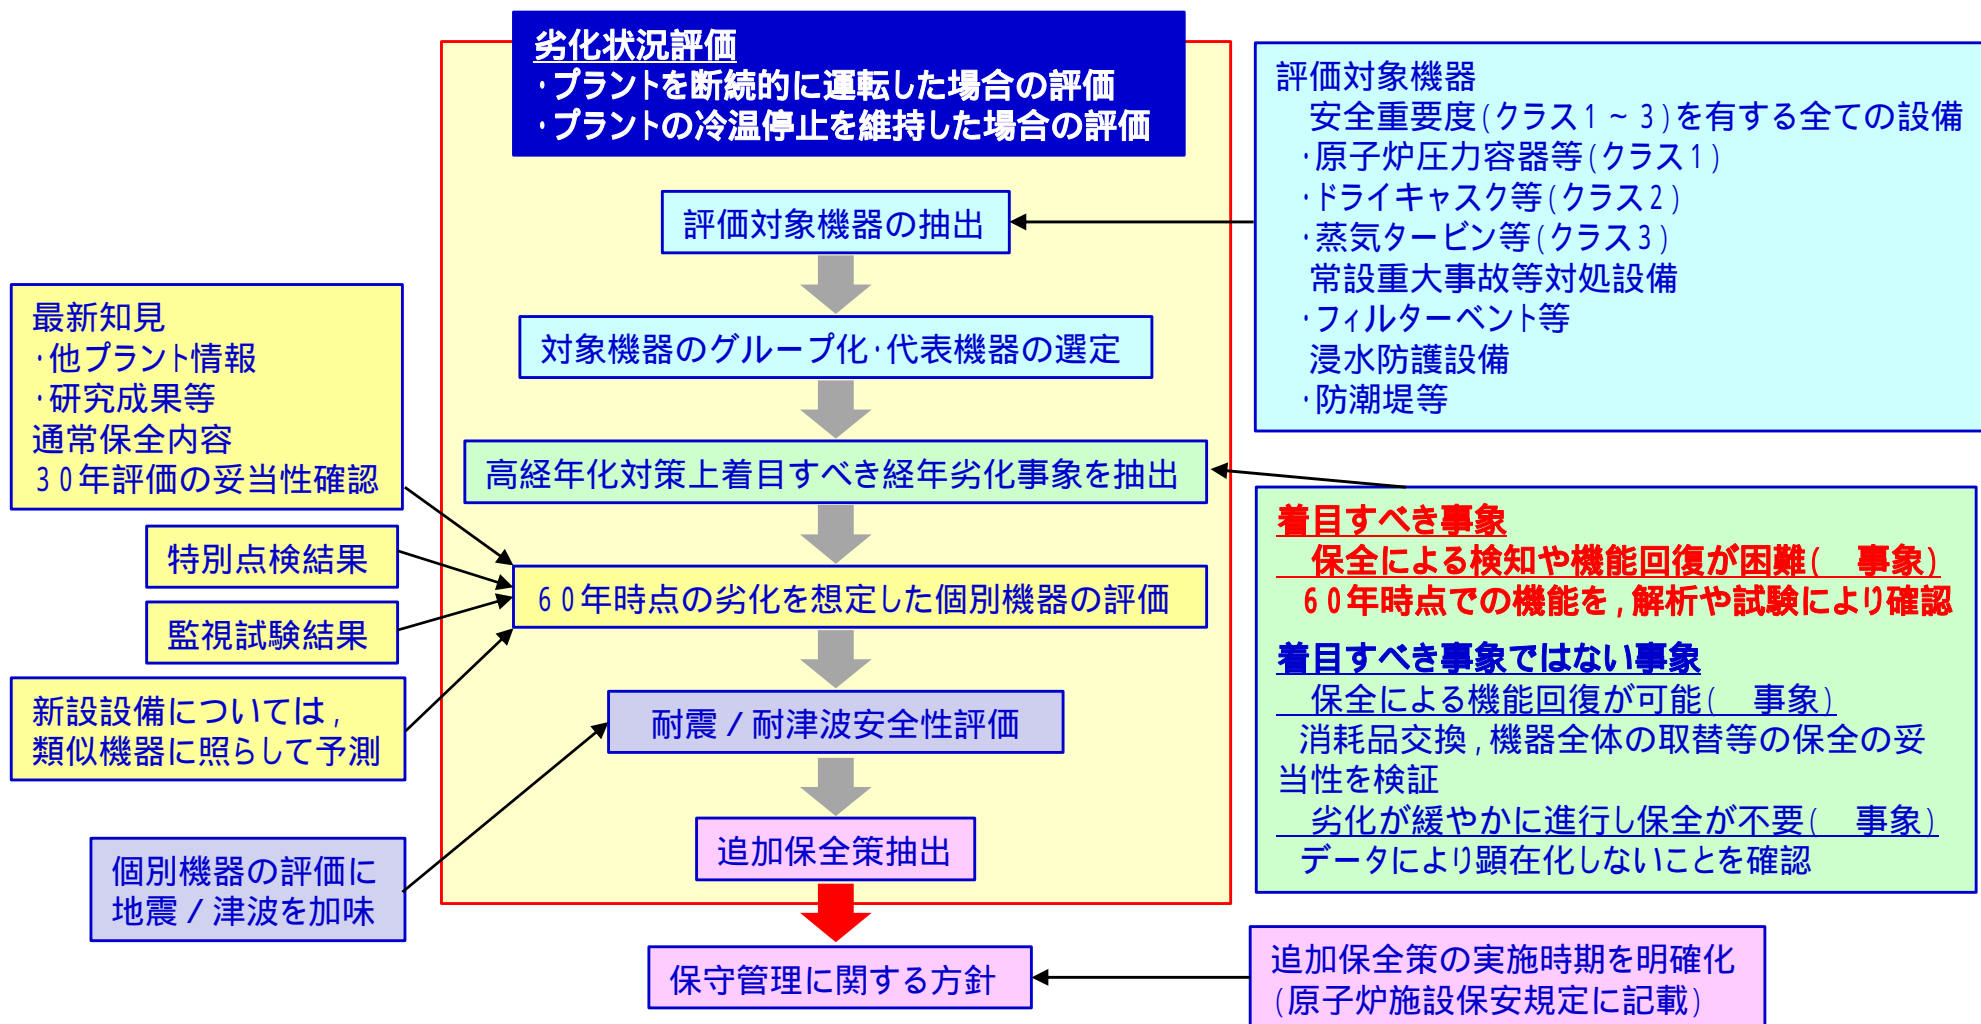 劣化状況評価
・プラントを断続的に運転した場合の評価
・プラントの冷温停止を維持した場合の評価
評価対象機器の抽出
対象機器のグループ化・代表機器の選定
高経年化対策上着目すべき経年劣化事象を抽出
60年時点の劣化を想定した個別機器の評価
耐震/耐津波安全性評価
追加保全策抽出
保守管理に関する方針
最新知見
・他プラント情報
・研究成果等
通常保全内容
30年評価の妥当性確認
特別点検結果
監視試験結果
新設設備については,
類似機器に照らして予測
個別機器の評価に
地震/津波を加味
評価対象機器
安全重要度(クラス1~3)を有する全ての設備
・原子炉圧力容器等(クラス1)
・ドライキャスク等(クラス2)
・蒸気タービン等(クラス3)
常設重大事故等対処設備
・フィルターベント等
浸水防護設備
・防潮堤等
着目すべき事象
保全による検知や機能回復が困難( 事象)
60年時点での機能を,解析や試験により確認
着目すべき事象ではない事象
保全による機能回復が可能( 事象)
消耗品交換,機器全体の取替等の保全の妥
当性を検証
劣化が緩やかに進行し保全が不要( 事象)
データにより顕在化しないことを確認
追加保全策の実施時期を明確化
(原子炉施設保安規定に記載)